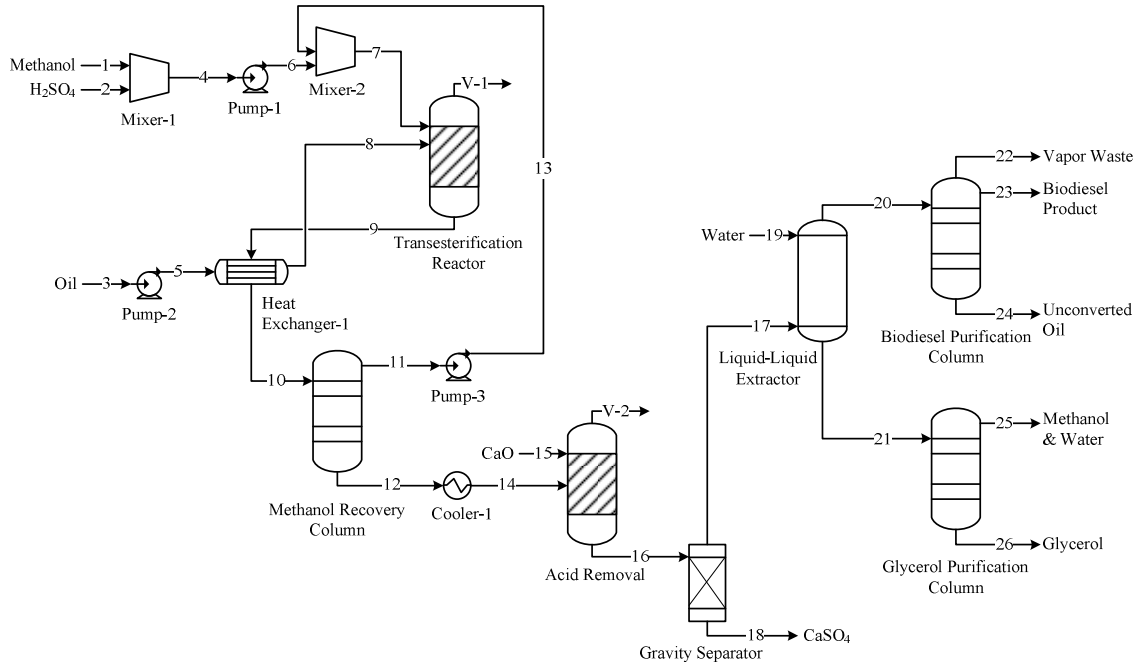 Methanol
1
H₂SO₄
2
Mixer-1
4
Pump-1
6
Mixer-2
7
V-1
8
13
9
Transesterification
Reactor
Oil
3
Pump-2
5
Heat
Exchanger-1
10
11
Pump-3
12
Methanol Recovery
Column
Cooler-1
14
CaO
15
V-2
Acid Removal
16
Gravity Separator
18
CaSO₄
17
Water
19
Liquid-Liquid
Extractor
20
21
22
Vapor Waste
23
Biodiesel
Product
24
Unconverted
Oil
Biodiesel Purification
Column
25
Methanol
& Water
26
Glycerol
Glycerol Purification
Column